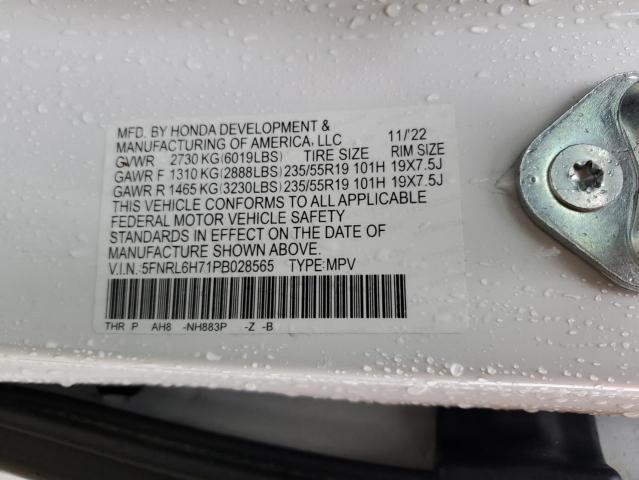 MFD. BY HONDA DEVELOPMENT &
MANUFACTURING OF AMERICA, LLC 11/'22
GVWR 2730 KG (6019LBS) TIRE SIZE RIM SIZE
GAWR F 1310 KG (2888LBS) 235/55R19 101H 19X7.5J
GAWR R 1465 KG (3230LBS) 235/55R19 101H 19X7.5J
THIS VEHICLE CONFORMS TO ALL APPLICABLE
FEDERAL MOTOR VEHICLE SAFETY
STANDARDS IN EFFECT ON THE DATE OF
MANUFACTURE SHOWN ABOVE.
V.I.N.:5FNRL6H71PB028565 TYPE:MPV
THR P AH8 -NH883P -Z -B